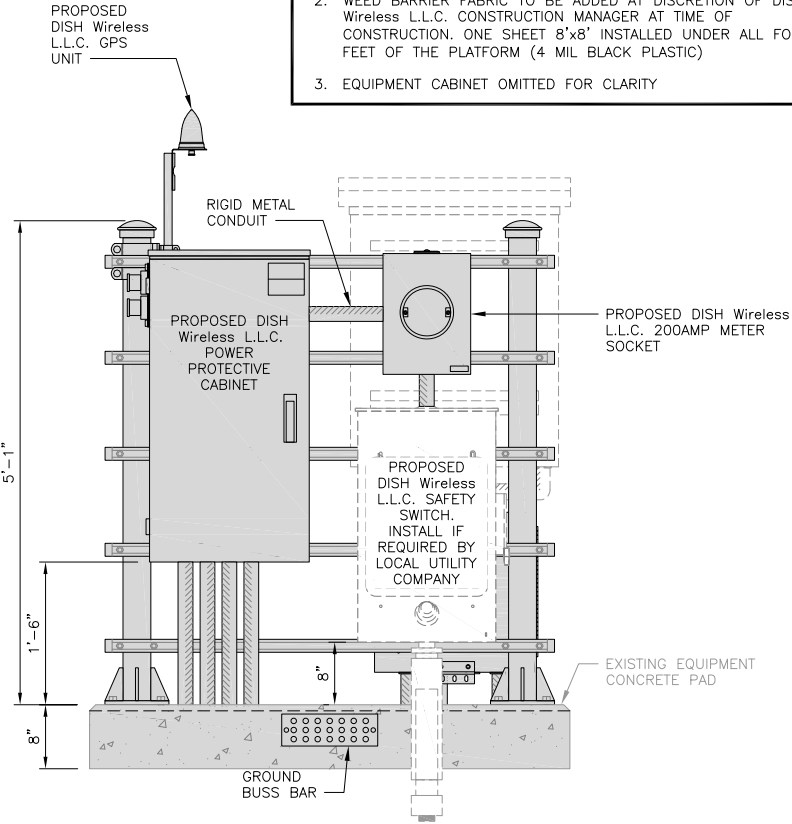 PROPOSED
DISH Wireless
L.L.C. GPS
UNIT
2. WEED BARRIER FABRIC TO BE ADDED AT DISCRETION OF
Wireless L.L.C. CONSTRUCTION MANAGER AT TIME OF
CONSTRUCTION. ONE SHEET 8'x8' INSTALLED UNDER ALL
FEET OF THE PLATFORM (4 MIL BLACK PLASTIC)
3. EQUIPMENT CABINET OMITTED FOR CLARITY
RIGID METAL
CONDUIT
PROPOSED DISH
Wireless L.L.C.
POWER
PROTECTIVE
CABINET
PROPOSED DISH Wireless
L.L.C. 200AMP METER
SOCKET
5'-1"
PROPOSED
DISH Wireless
L.L.C. SAFETY
SWITCH.
INSTALL IF
REQUIRED BY
LOCAL UTILITY
COMPANY
1'-6"
8"
8"
EXISTING EQUIPMENT
CONCRETE PAD
GROUND
BUSS BAR